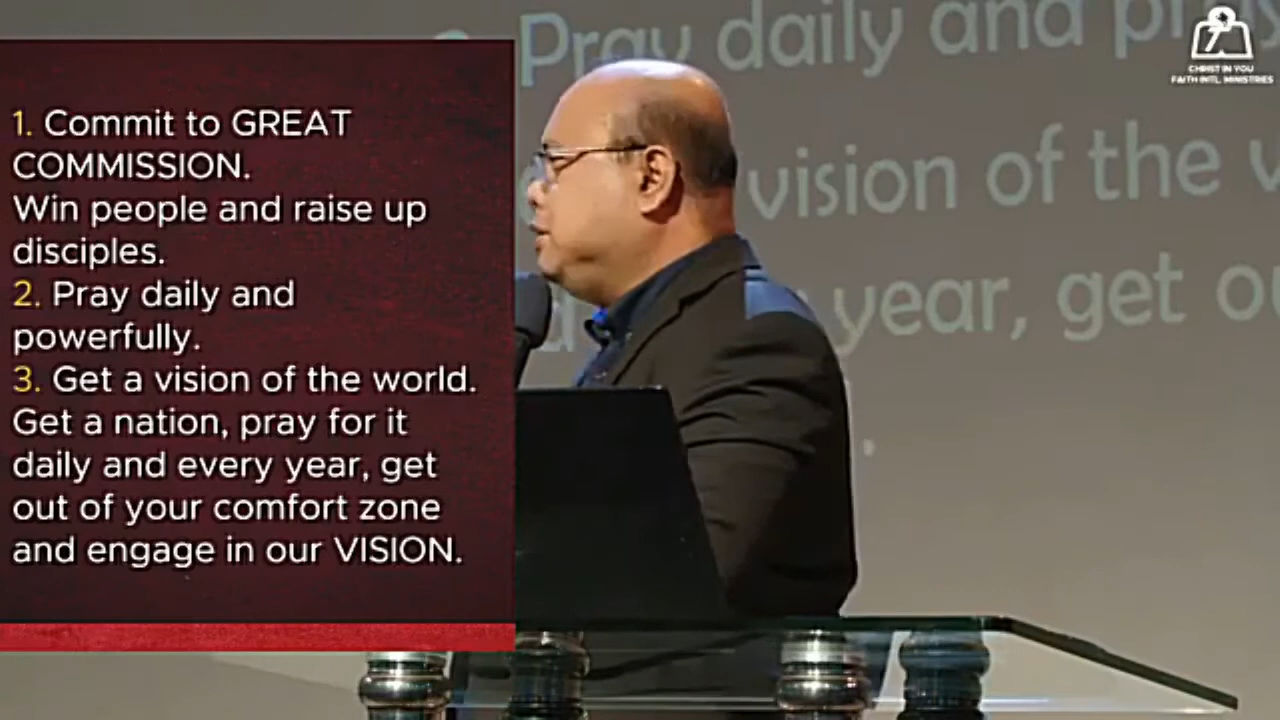 1. Commit to GREAT
COMMISSION.
Win people and raise up
disciples.
2. Pray daily and
powerfully.
3. Get a vision of the world.
Get a nation, pray for it
daily and every year, get
out of your comfort zone
and engage in our VISION.
Pray daily and pray
vision of the
year, get
CHRIST IN YOU
FAITH INTL. MINISTRIES